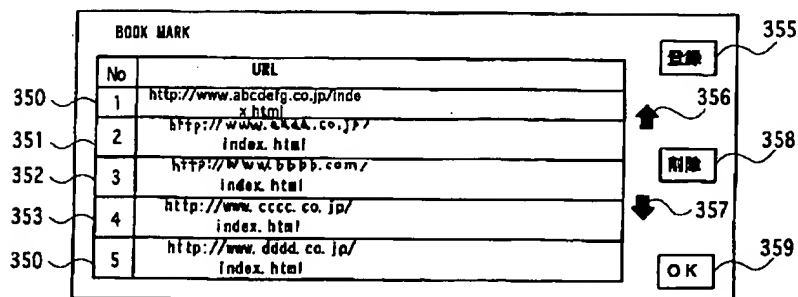 BOOK MARK
355
登録
No
URL
350
1
http://www.abcdefg.co.jp/inde
x html
356
351
2
http://www.aaaa.co.jp/
index. html
358
削除
352
3
http://www.bbbb.com/
index. html
353
4
http://www. cccc. co. jp/
index. html
357
350
5
http://www. dddd. co. jp/
index. html
OK
359